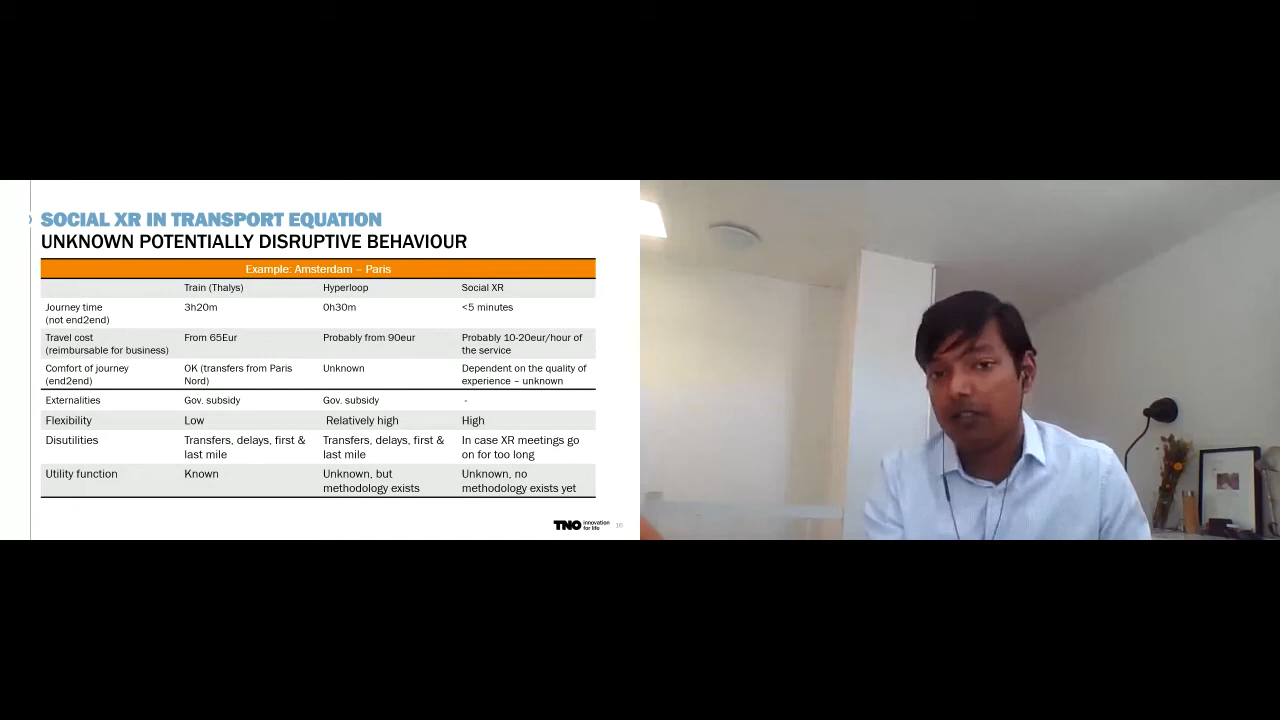 SOCIAL XR IN TRANSPORT EQUATION
UNKNOWN POTENTIALLY DISRUPTIVE BEHAVIOUR
Example: Amsterdam – Paris
Train (Thalys) Hyperloop Social XR
Journey time 3h20m 0h30m <5 minutes
(not end2end)
Travel cost From 65Eur Probably from 90eur Probably 10-20eur/hour of
(reimbursable for business) the service
Comfort of journey OK (transfers from Paris Unknown Dependent on the quality of
(end2end) Nord) experience – unknown
Externalities Gov. subsidy Gov. subsidy -
Flexibility Low Relatively high High
Disutilities Transfers, delays, first & Transfers, delays, first & In case XR meetings go
last mile last mile on for too long
Utility function Known Unknown, but Unknown, no
methodology exists methodology exists yet
TNO innovation
for life
16